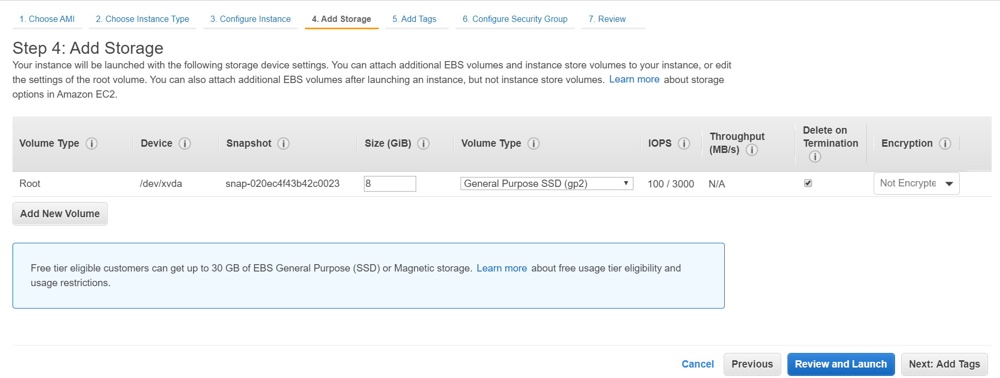 1. Choose AMI 2. Choose Instance Type 3. Configure Instance 4. Add Storage 5. Add Tags 6. Configure Security Group 7. Review
Step 4: Add Storage
Your instance will be launched with the following storage device settings. You can attach additional EBS volumes and instance store volumes to your instance, or edit
the settings of the root volume. You can also attach additional EBS volumes after launching an instance, but not instance store volumes. Learn more about storage
options in Amazon EC2.
Volume Type Device Snapshot Size (GiB) Volume Type IOPS Throughput (MB/s) Delete on Termination Encryption
Root /dev/xvda snap-020ec4f43b42c0023 8 General Purpose SSD (gp2) 100 / 3000 N/A Not Encrypte
Add New Volume
Free tier eligible customers can get up to 30 GB of EBS General Purpose (SSD) or Magnetic storage. Learn more about free usage tier eligibility and
usage restrictions.
Cancel Previous Review and Launch Next: Add Tags